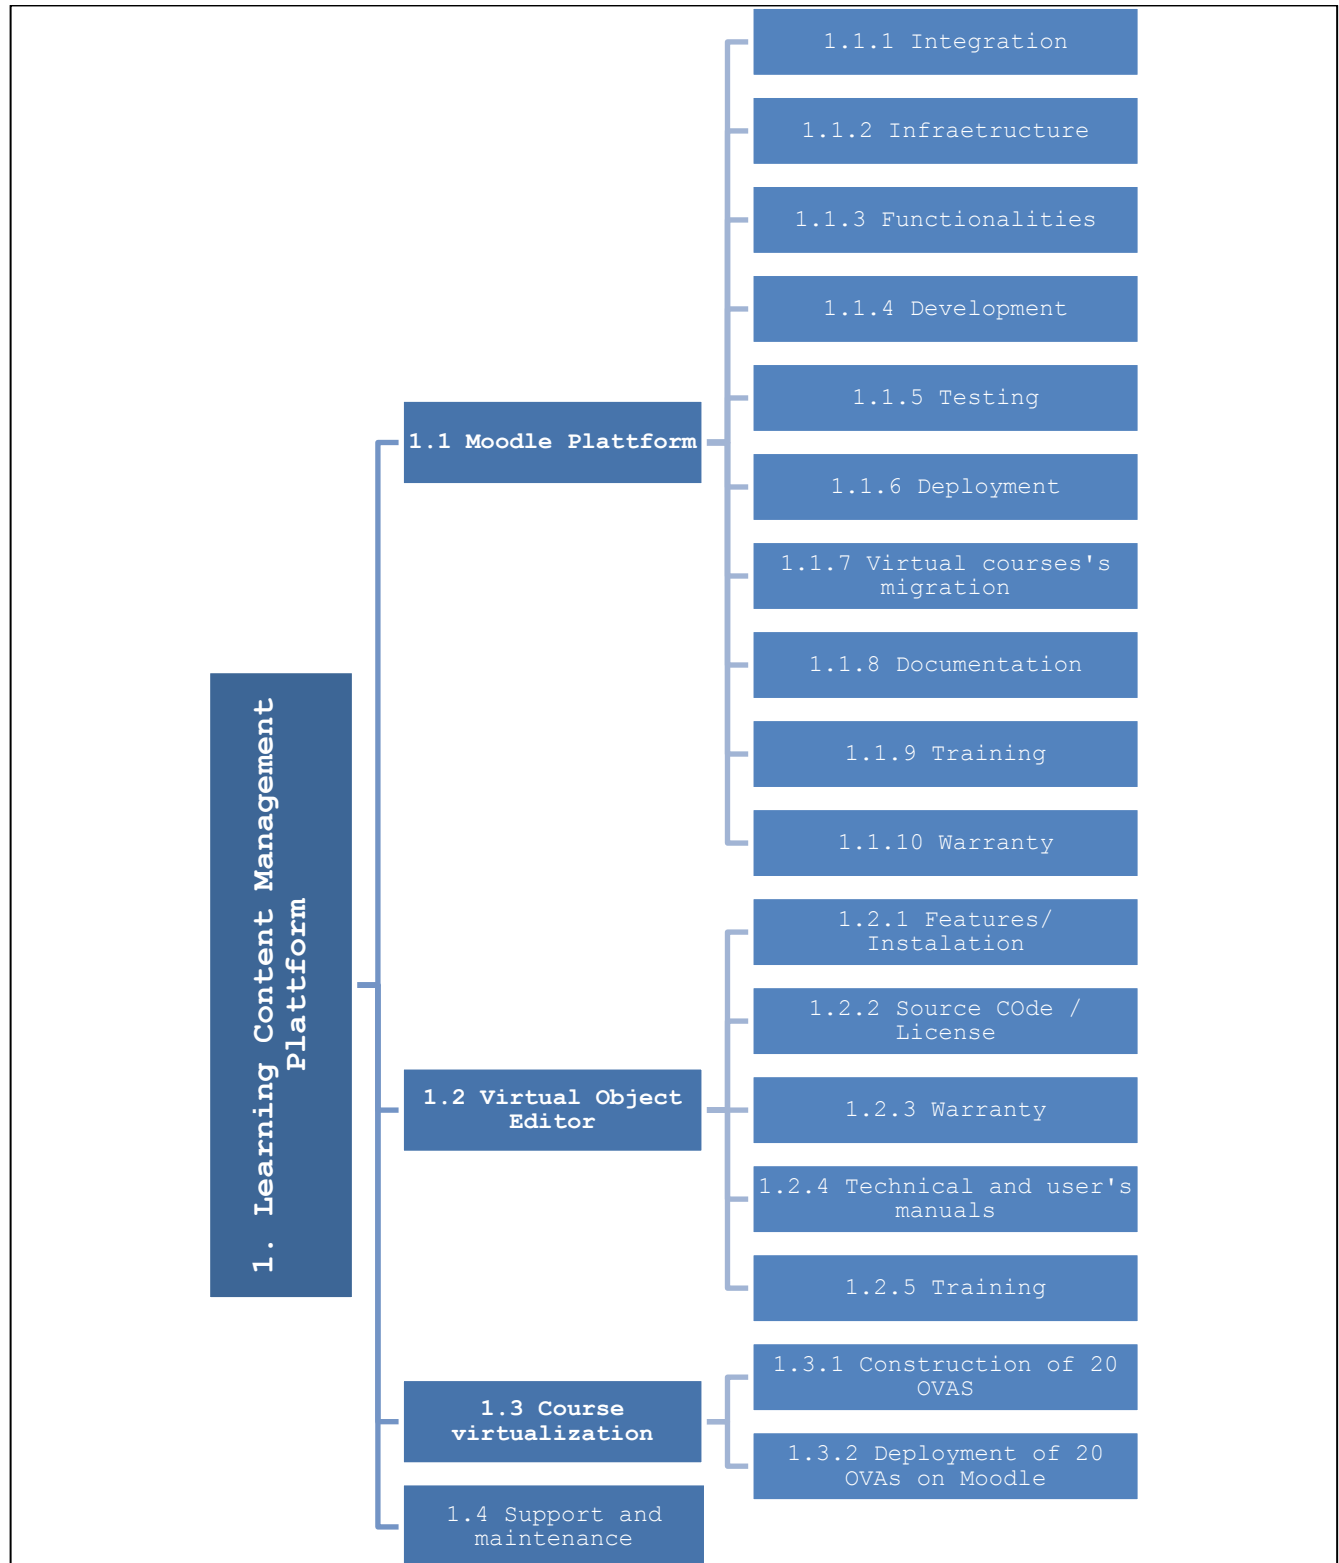 1. Learning Content Management
Plattform
1.1 Moodle Plattform
1.1.1 Integration
1.1.2 Infraetructure
1.1.3 Functionalities
1.1.4 Development
1.1.5 Testing
1.1.6 Deployment
1.1.7 Virtual courses's
migration
1.1.8 Documentation
1.1.9 Training
1.1.10 Warranty
1.2 Virtual Object
Editor
1.2.1 Features/
Instalation
1.2.2 Source COde /
License
1.2.3 Warranty
1.2.4 Technical and user's
manuals
1.2.5 Training
1.3 Course
virtualization
1.3.1 Construction of 20
OVAS
1.3.2 Deployment of 20
OVAs on Moodle
1.4 Support and
maintenance